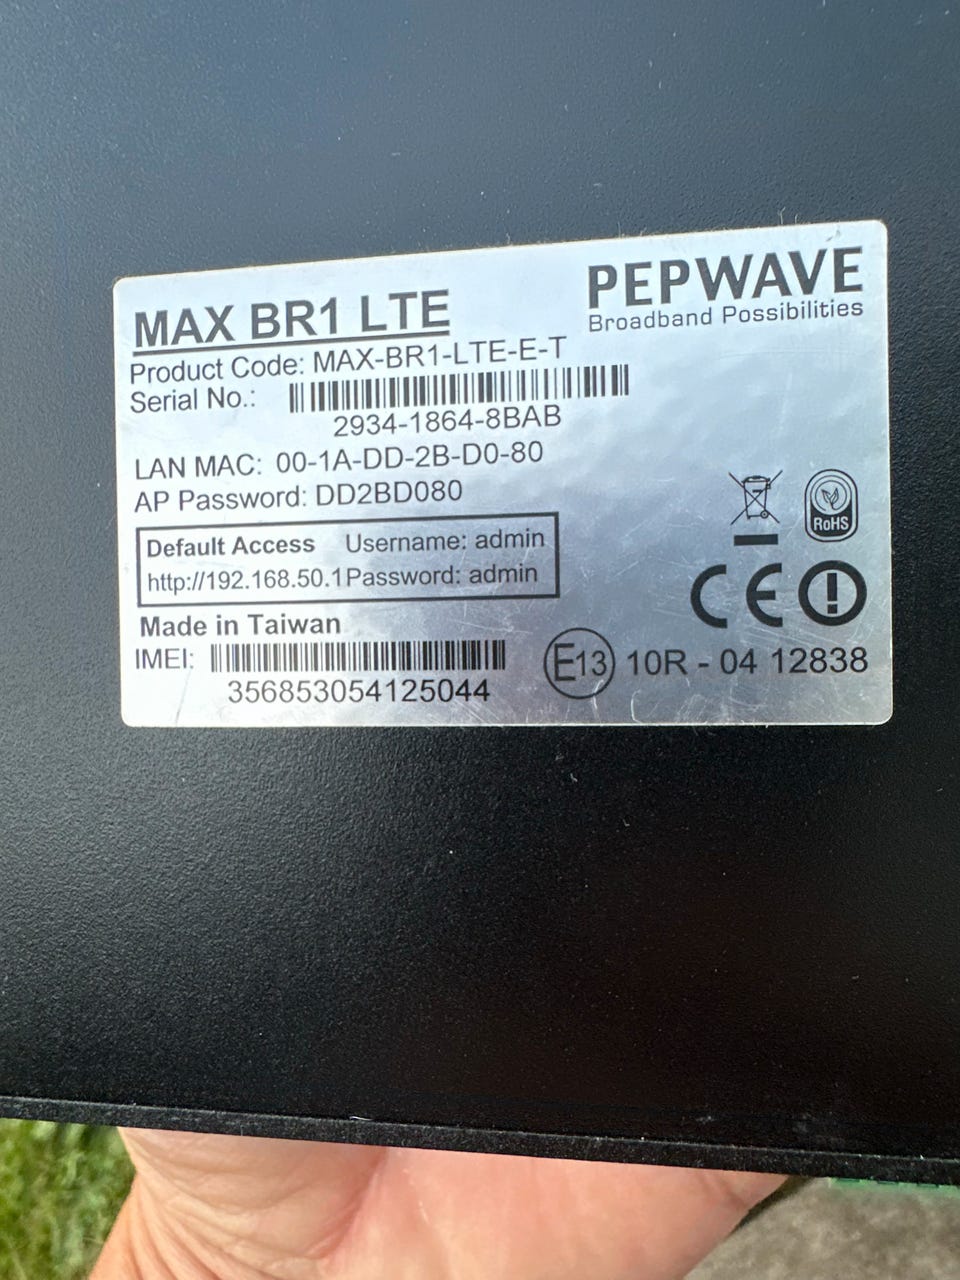 PEPWAVE
Broadband Possibilities
MAX BR1 LTE
Product Code: MAX-BR1-LTE-E-T
Serial No.:
2934-1864-8BAB
LAN MAC: 00-1A-DD-2B-D0-80
AP Password: DD2BD080
Default Access Username: admin
http://192.168.50.1 Password: admin
RoHS
CE
Made in Taiwan
IMEI:
356853054125044
E13 10R - 04 12838